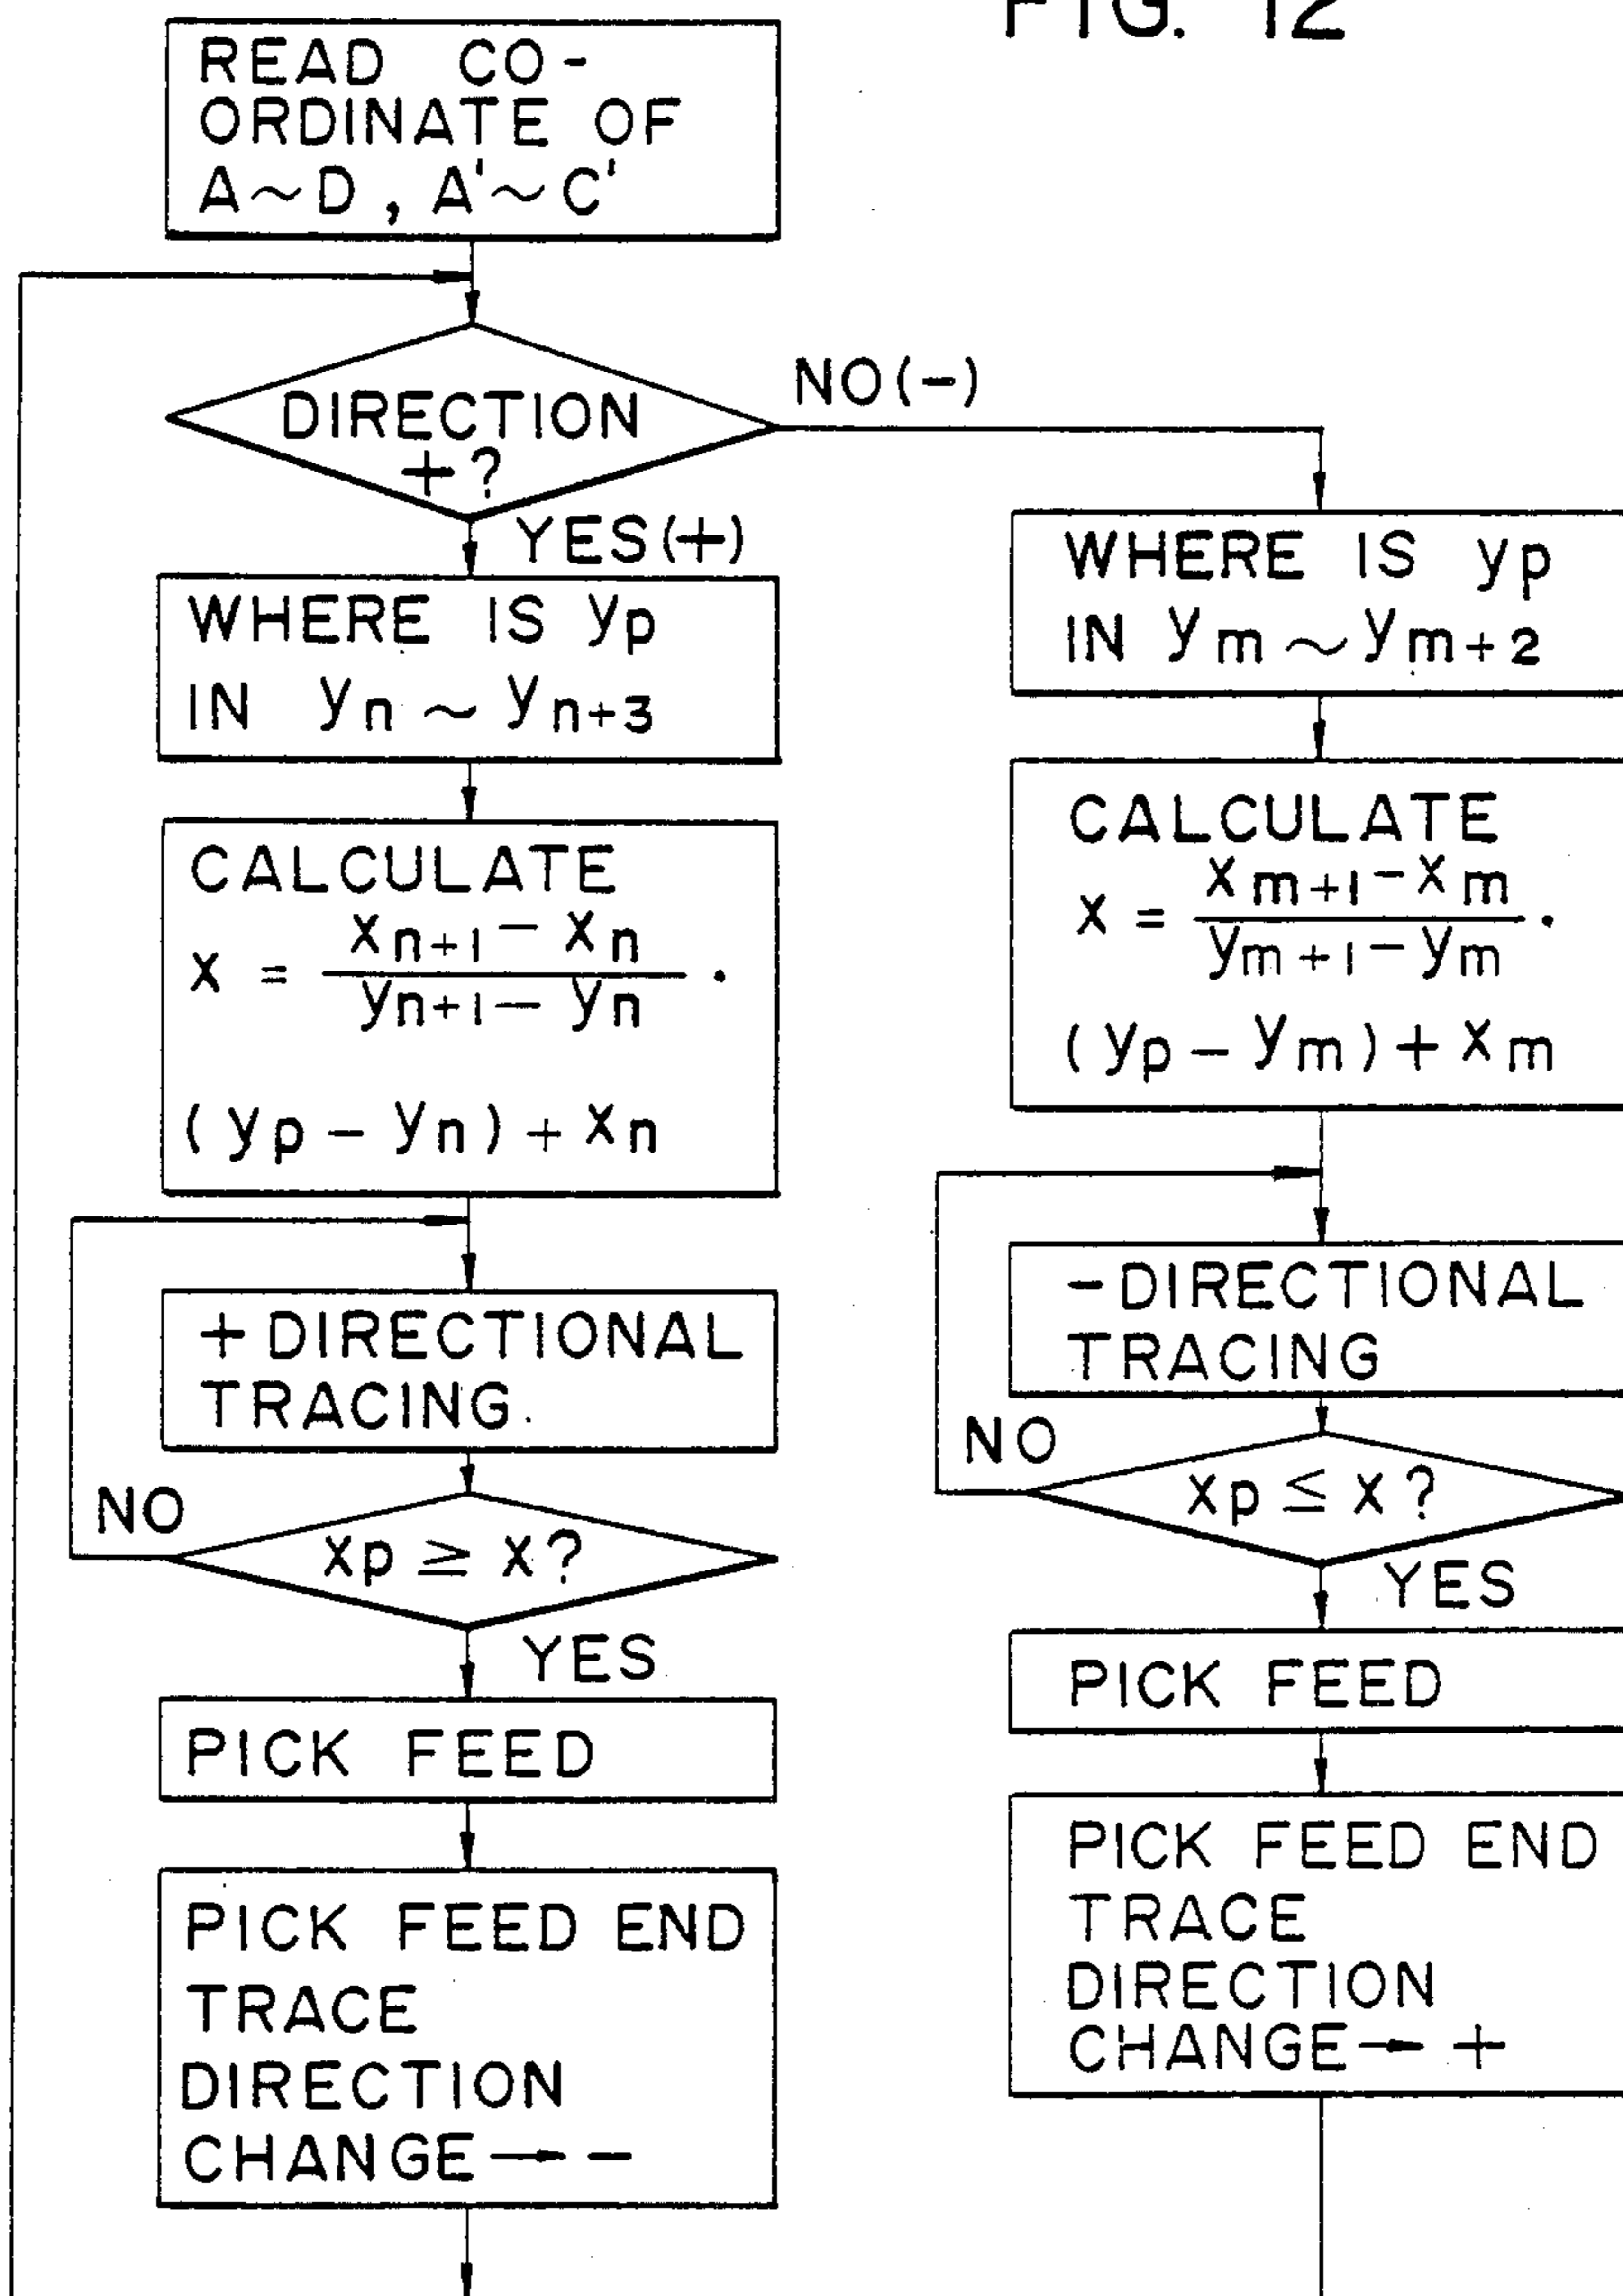 FIG. 12
READ CO-
ORDINATE OF
A~D, A'~C'
DIRECTION
+?
NO(-)
YES(+)
WHERE IS yp
IN yn ~ yn+3
CALCULATE
x = xn+1 - xn / yn+1 - yn ·
(yp - yn) + xn
+DIRECTIONAL
TRACING
NO
xp ≥ x?
YES
PICK FEED
PICK FEED END
TRACE
DIRECTION
CHANGE→ -
WHERE IS yp
IN ym ~ ym+2
CALCULATE
x = xm+1 - xm / ym+1 - ym ·
(yp - ym) + xm
-DIRECTIONAL
TRACING
NO
xp ≤ x?
YES
PICK FEED
PICK FEED END
TRACE
DIRECTION
CHANGE→ +